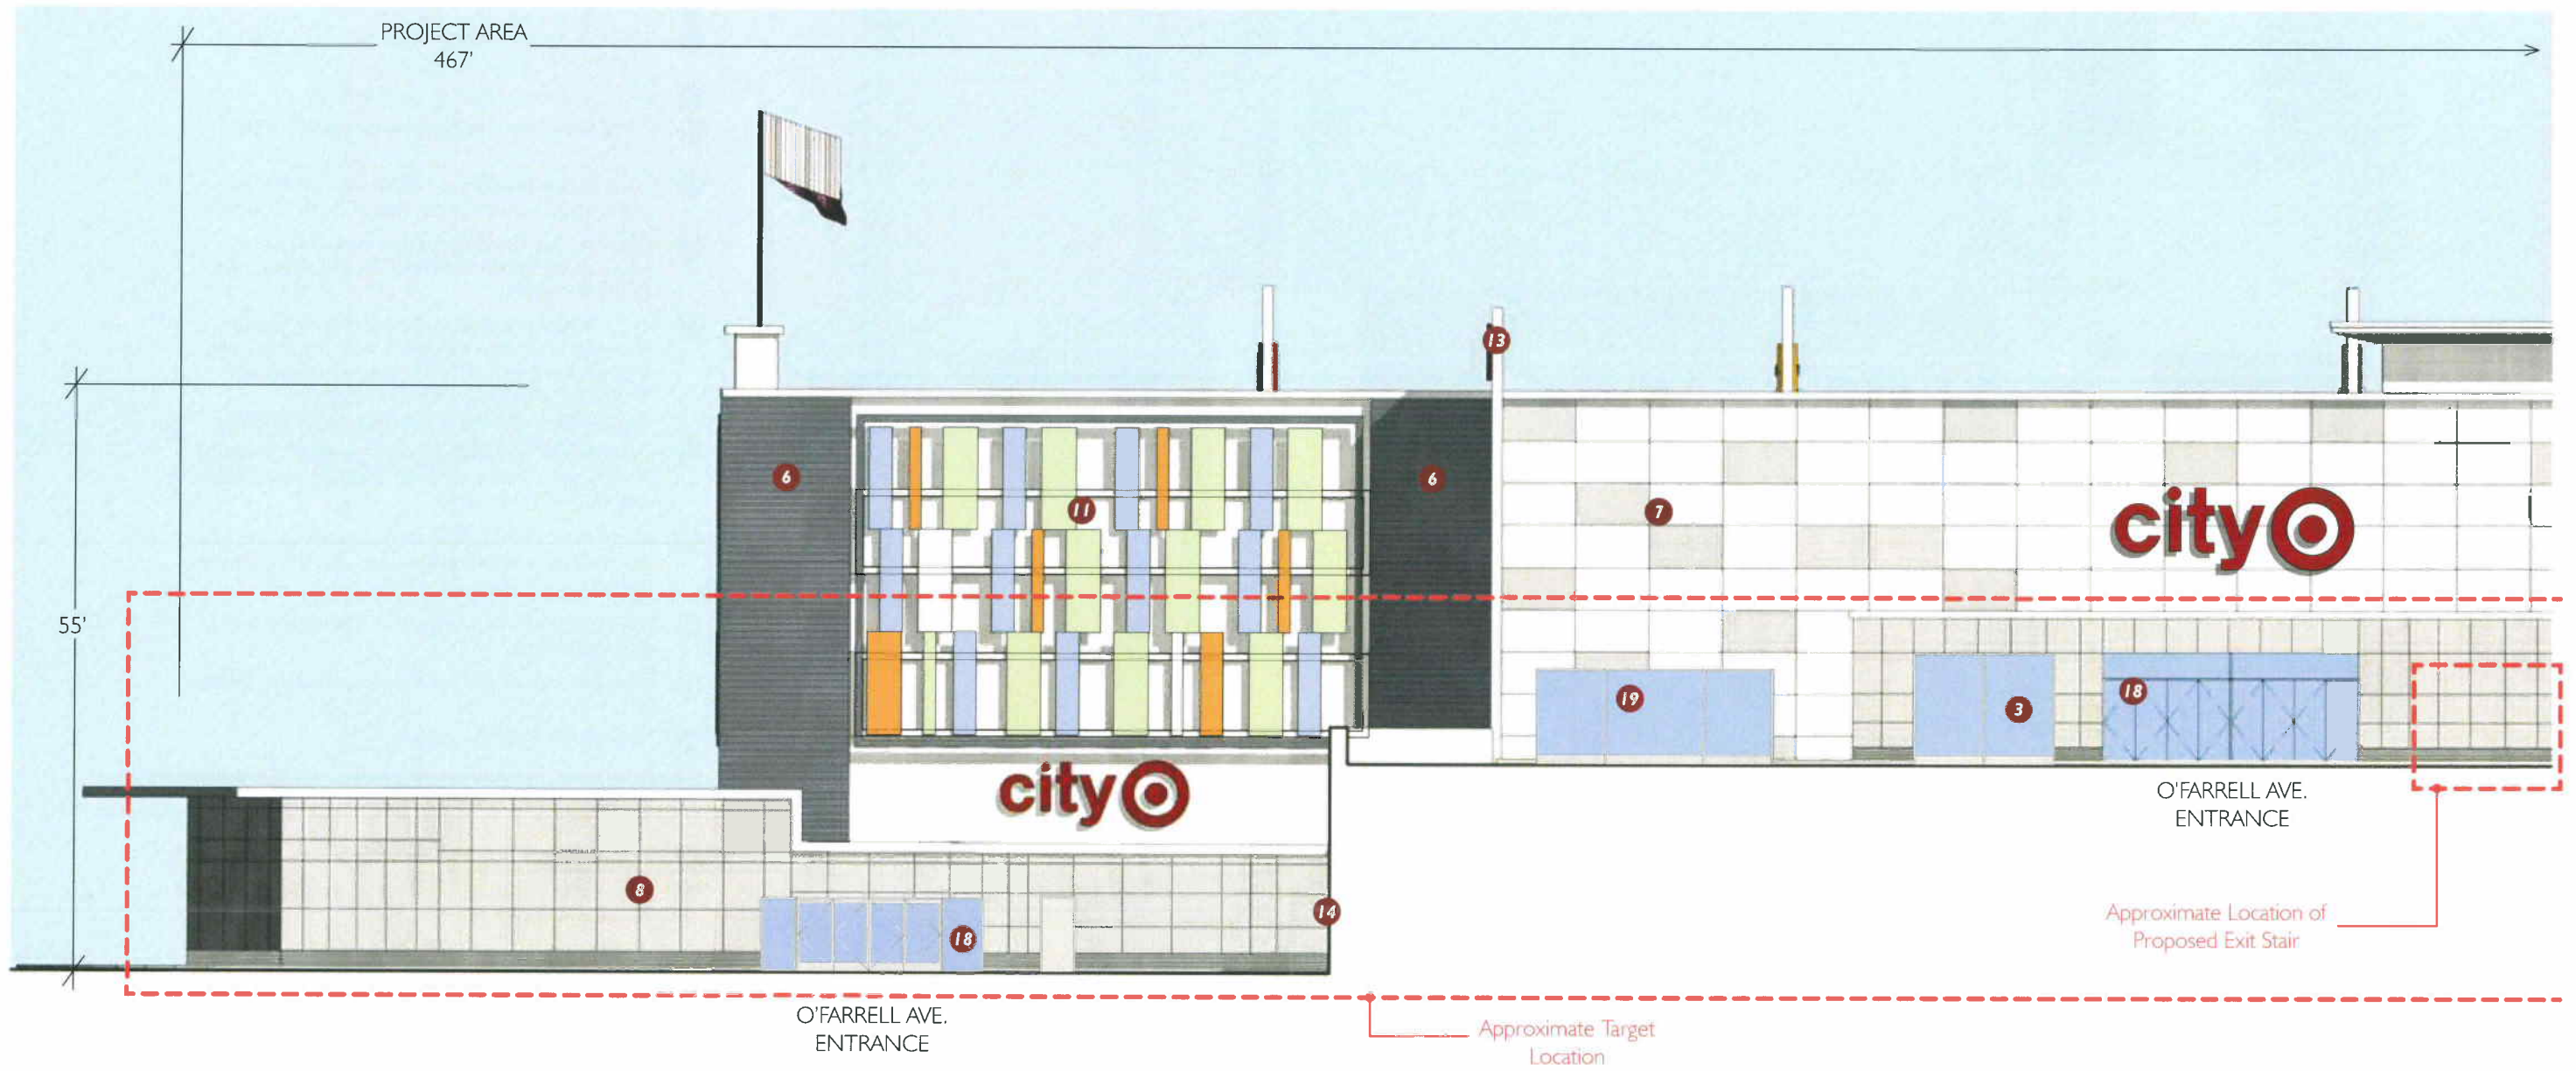 PROJECT AREA
467'
13
6
6
11
7
city
55'
19
3
18
city
O'FARRELL AVE.
ENTRANCE
8
14
18
Approximate Location of
Proposed Exit Stair
O'FARRELL AVE.
ENTRANCE
Approximate Target
Location